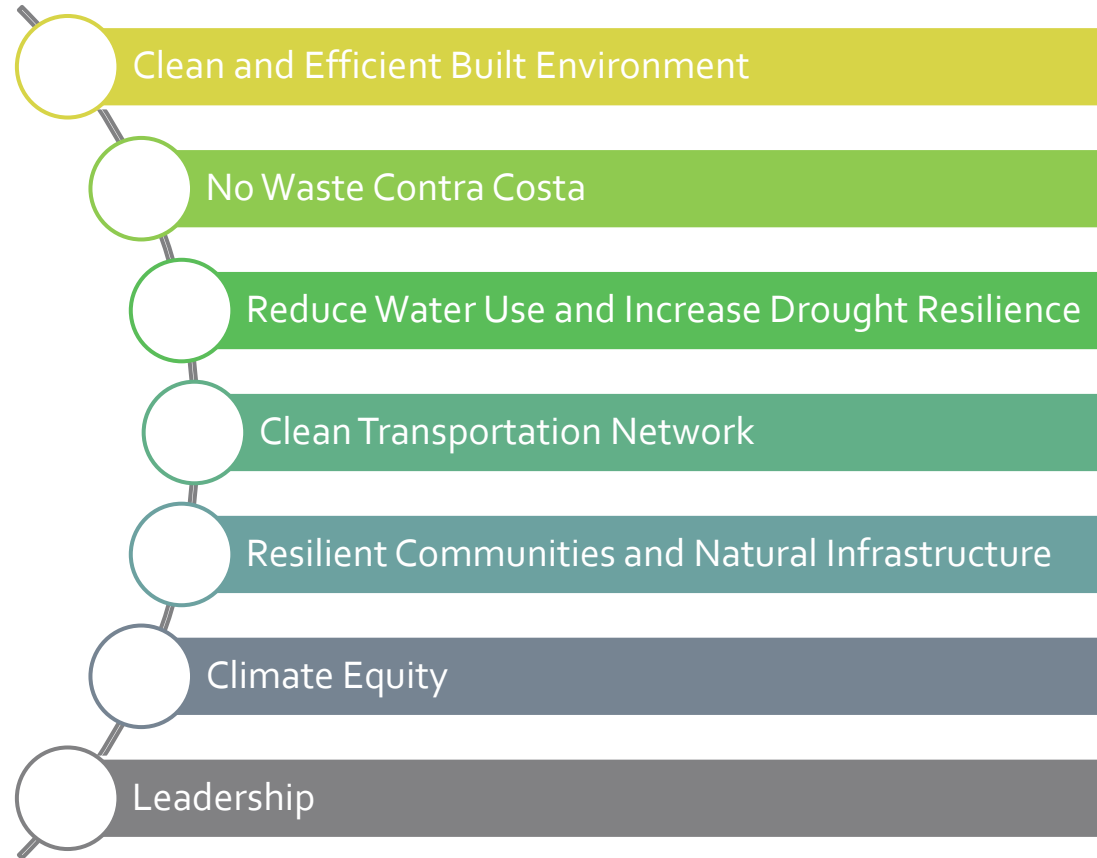 Clean and Efficient Built Environment
No Waste Contra Costa
Reduce Water Use and Increase Drought Resilience
Clean Transportation Network
Resilient Communities and Natural Infrastructure
Climate Equity
Leadership